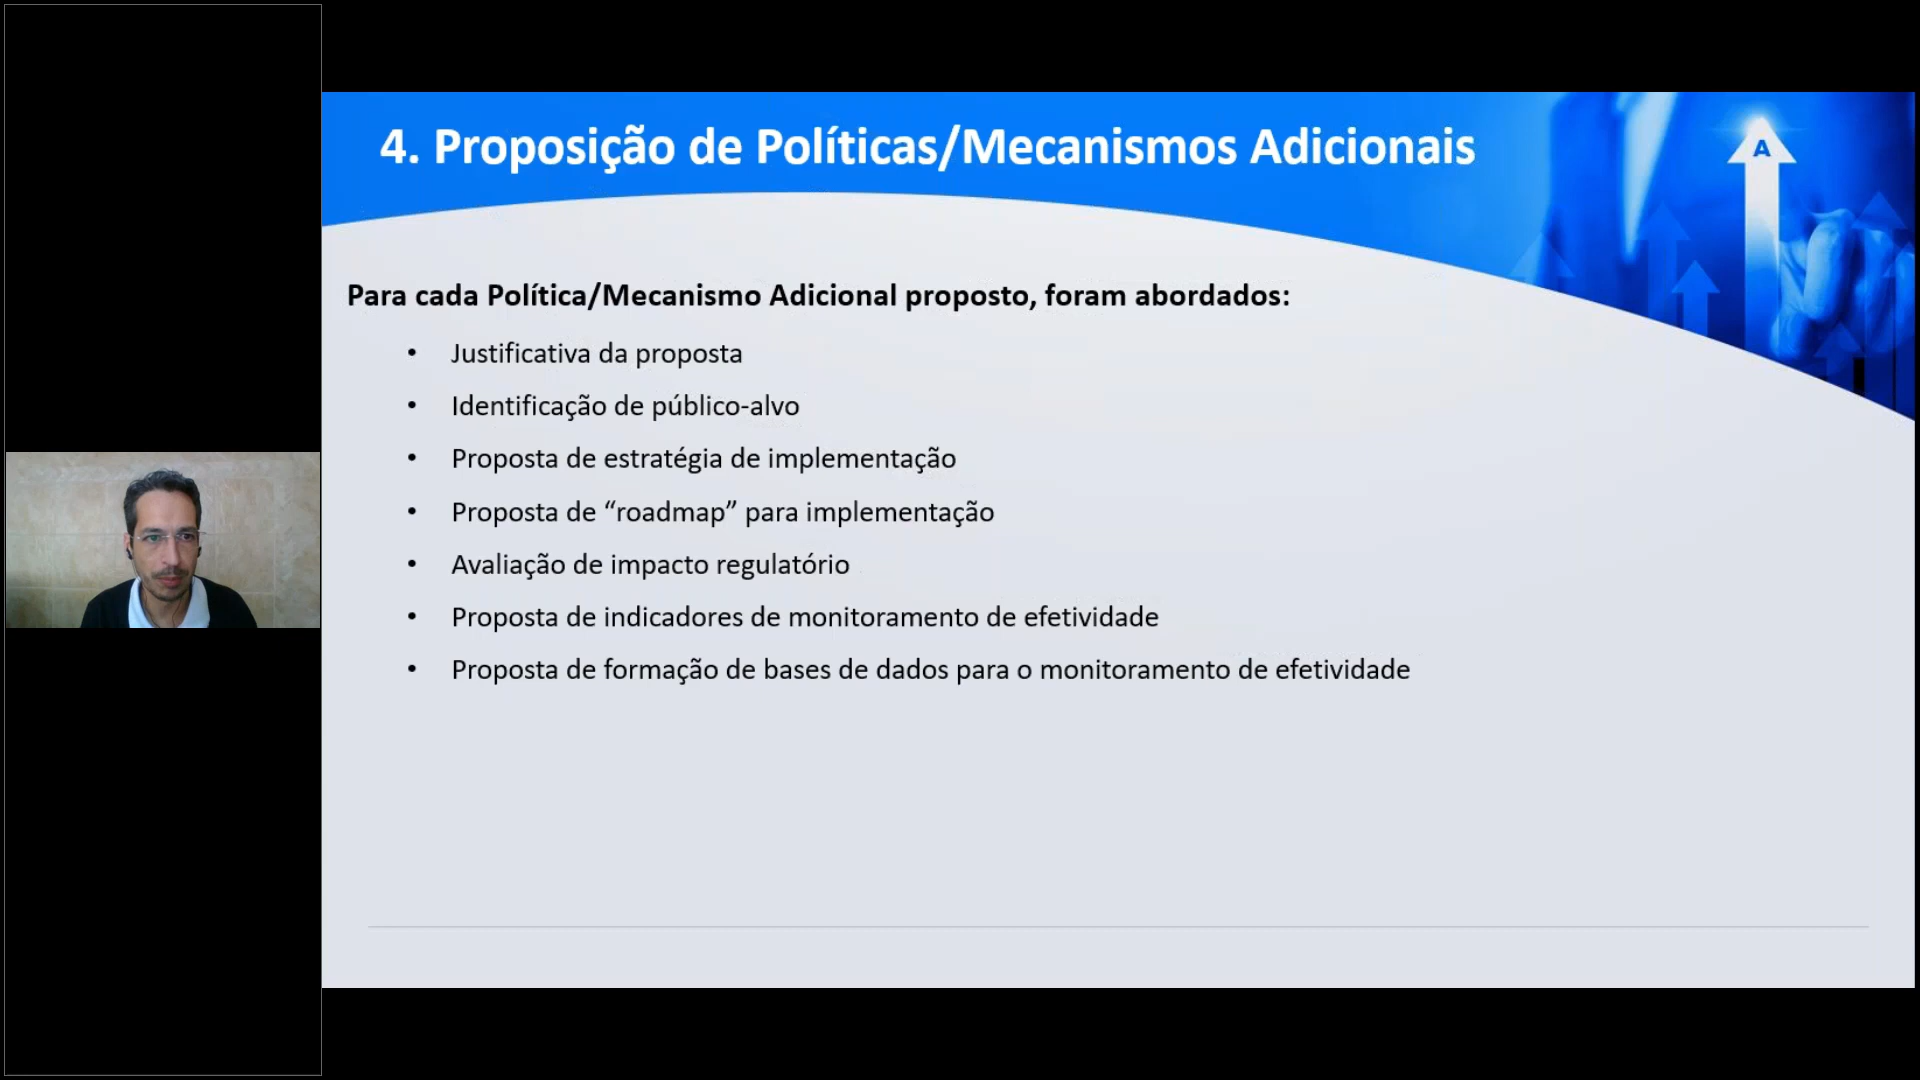 4. Proposição de Políticas/Mecanismos Adicionais
A
Para cada Política/Mecanismo Adicional proposto, foram abordados:
• Justificativa da proposta
• Identificação de público-alvo
• Proposta de estratégia de implementação
• Proposta de “roadmap” para implementação
• Avaliação de impacto regulatório
• Proposta de indicadores de monitoramento de efetividade
• Proposta de formação de bases de dados para o monitoramento de efetividade